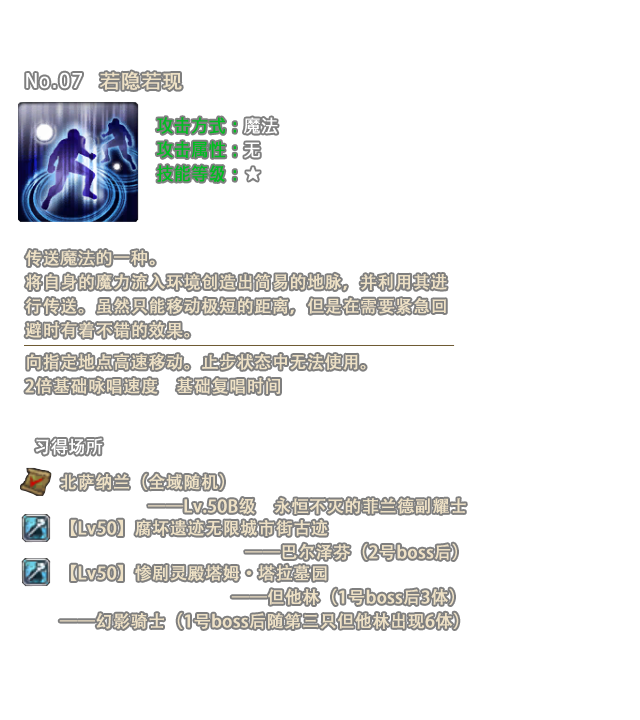 No.07 若隐若现
攻击方式：魔法
攻击属性：无
技能等级：☆
传送魔法的一种。
将自身的魔力流入环境创造出简易的地脉，并利用其进
行传送。虽然只能移动极短的距离，但是在需要紧急回
避时有着不错的效果。
向指定地点高速移动。止步状态中无法使用。
2倍基础咏唱速度　基础复唱时间
习得场所
北萨纳兰（全域随机）
——Lv.50B级　永恒不灭的菲兰德副耀士
【Lv50】腐坏遗迹无限城市街古迹
——巴尔泽芬（2号boss后）
【Lv50】惨剧灵殿塔姆·塔拉墓园
——但他林（1号boss后3体）
——幻影骑士（1号boss后随第三只但他林出现6体）